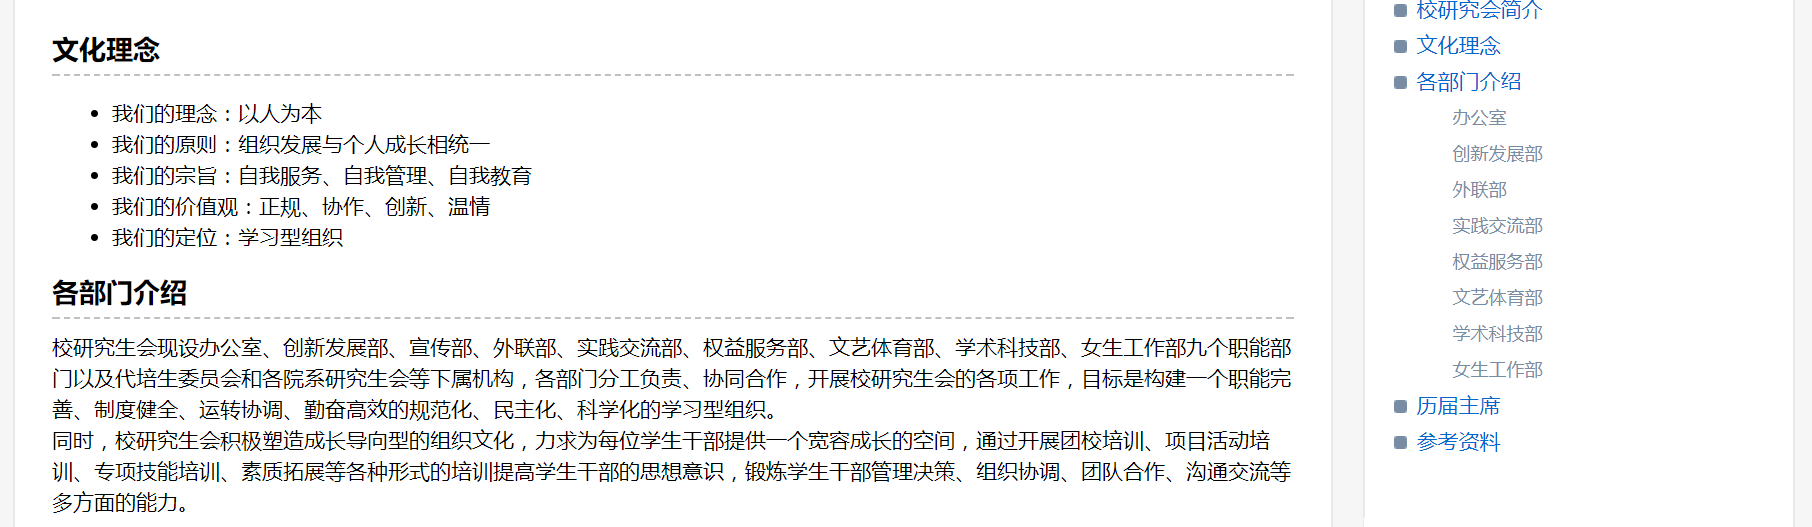 文化理念
我们的理念：以人为本
我们的原则：组织发展与个人成长相统一
我们的宗旨：自我服务、自我管理、自我教育
我们的价值观：正规、协作、创新、温情
我们的定位：学习型组织
各部门介绍
校研究生会现设办公室、创新发展部、宣传部、外联部、实践交流部、权益服务部、文艺体育部、学术科技部、女生工作部九个职能部
门以及代培生委员会和各院系研究生会等下属机构，各部门分工负责、协同合作，开展校研究生会的各项工作，目标是构建一个职能完
善、制度健全、运转协调、勤奋高效的规范化、民主化、科学化的学习型组织。
同时，校研究生会积极塑造成长导向型的组织文化，力求为每位学生干部提供一个宽容成长的空间，通过开展团校培训、项目活动培
训、专项技能培训、素质拓展等各种形式的培训提高学生干部的思想意识，锻炼学生干部管理决策、组织协调、团队合作、沟通交流等
多方面的能力。
校研究会简介
文化理念
各部门介绍
办公室
创新发展部
外联部
实践交流部
权益服务部
文艺体育部
学术科技部
女生工作部
历届主席
参考资料